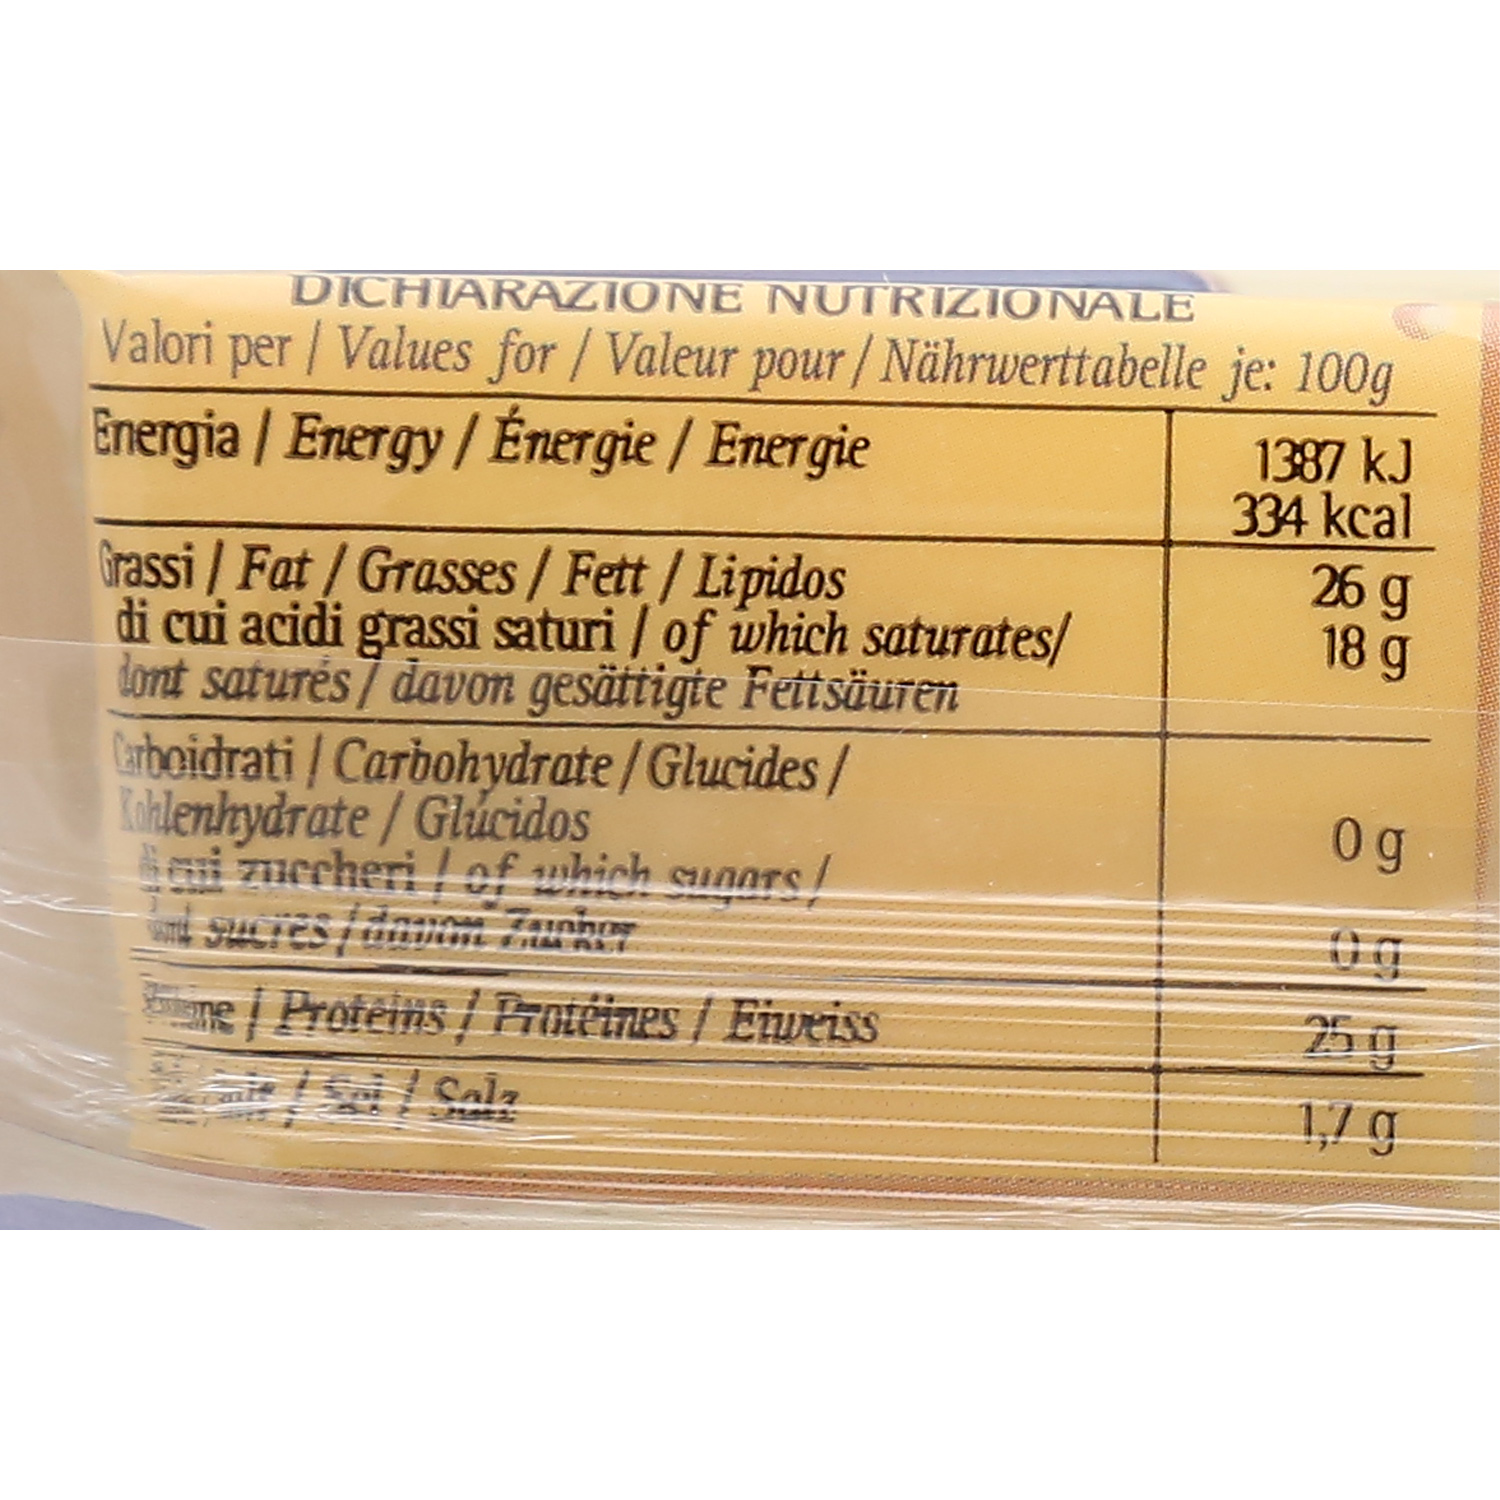 DICHIARAZIONE NUTRIZIONALE
Valori per / Values for / Valeur pour / Nährwerttabelle je: 100g
Energia / Energy / Énergie / Energie 1387 kJ
334 kcal
Grassi / Fat / Grasses / Fett / Lipidos 26 g
di cui acidi grassi saturi / of which saturates/ 18 g
dont saturés / davon gesättigte Fettsäuren
Carboidrati / Carbohydrate / Glucides /
Kohlenhydrate / Glúcidos 0 g
di cui zuccheri / of which sugars /
dont sucres / davon Zucker 0 g
/ Proteins / Protéines / Eiweiss 25 g
/ Sel / Salz 1,7 g